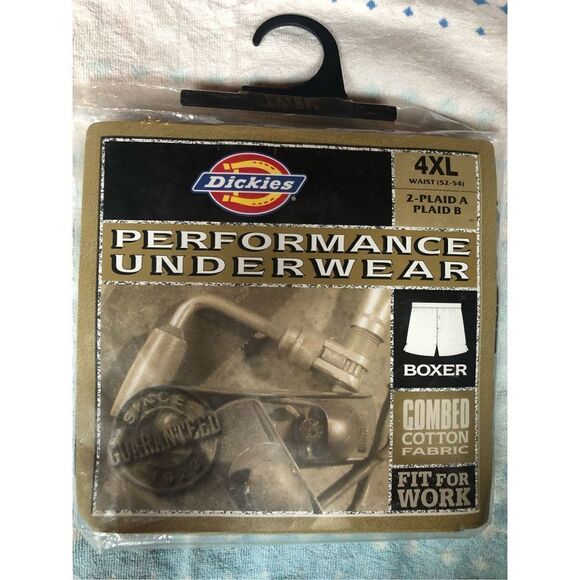 Dickies
®
4XL
WAIST (52-54)
2-PLAID A
PLAID B
PERFORMANCE
UNDERWEAR
BOXER
COMBED
COTTON
FABRIC
FIT FOR
WORK
SINCE
GUARANTEED
1922